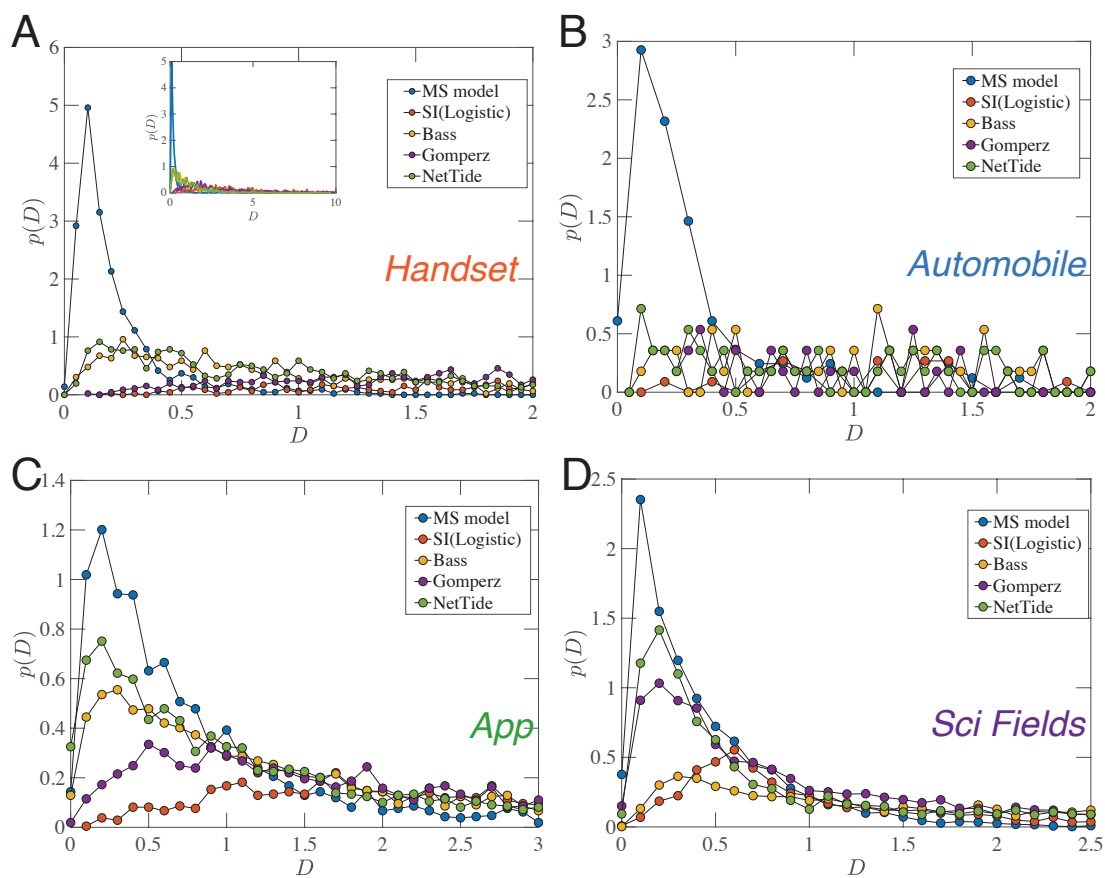 A
6
5
4
3
2
1
0
p(D)
0.5
1
1.5
2
D
5
4
3
2
1
0
p(D)
0
5
10
D
MS model
SI(Logistic)
Bass
Gomperz
NetTide
Handset
B
3
2.5
2
1.5
1
0.5
0
p(D)
0
0.5
1
1.5
2
D
MS model
SI(Logistic)
Bass
Gomperz
NetTide
Automobile
C
1.4
1.2
1
0.8
0.6
0.4
0.2
0
p(D)
0
0.5
1
1.5
2
2.5
3
D
MS model
SI(Logistic)
Bass
Gomperz
NetTide
App
D
2.5
2
1.5
1
0.5
0
p(D)
0
0.5
1
1.5
2
2.5
D
MS model
SI(Logistic)
Bass
Gomperz
NetTide
Sci Fields